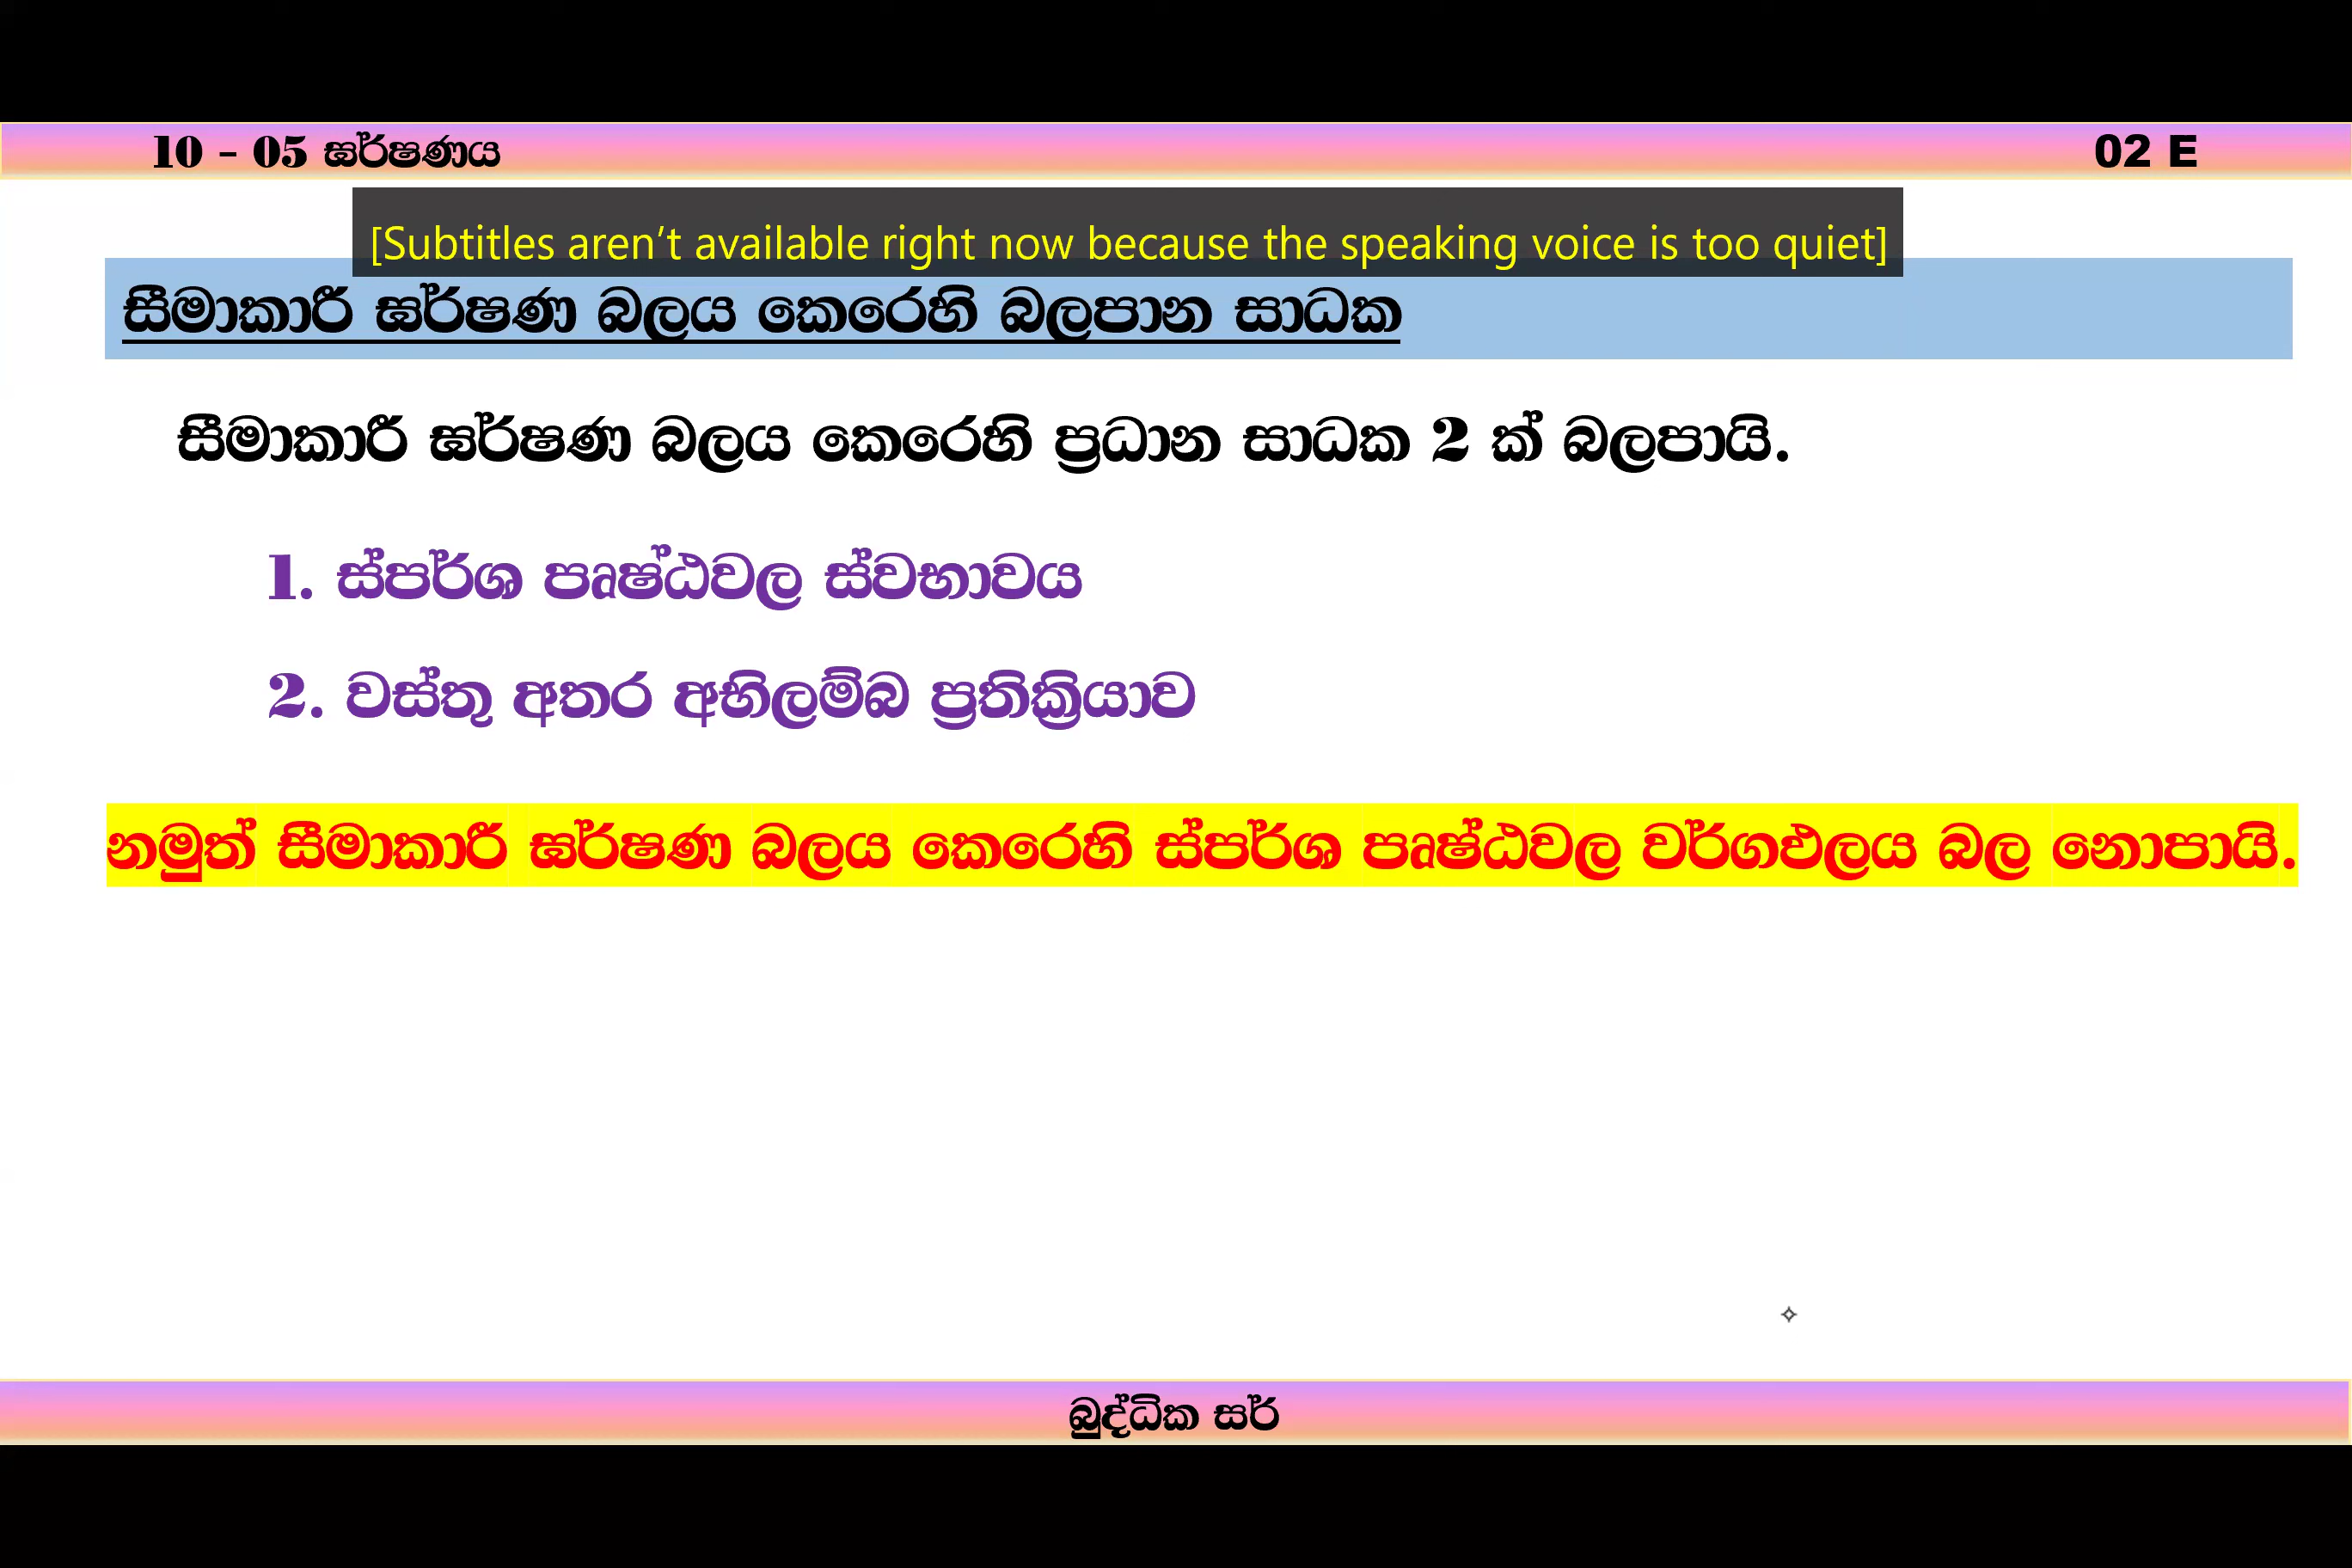 10 - 05 ඝර්ෂණය
02 E
[Subtitles aren't available right now because the speaking voice is too quiet]
සීමාකාරී ඝර්ෂණ බලය කෙරෙහි බලපාන සාධක
සීමාකාරී ඝර්ෂණ බලය කෙරෙහි ප්‍රධාන සාධක 2 ක් බලපායි.
1. ස්පර්ශ පෘෂ්ඨවල ස්වභාවය
2. වස්තු අතර අභිලම්බ ප්‍රතික්‍රියාව
නමුත් සීමාකාරී ඝර්ෂණ බලය කෙරෙහි ස්පර්ශ පෘෂ්ඨවල වර්ගඵලය බල නොපායි.
බුද්ධික සර්